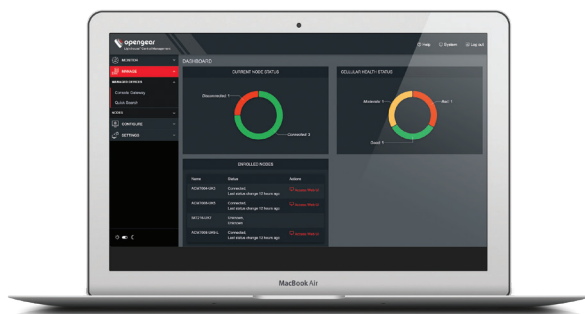 opengear
Help
System
Log out
MONITOR
MANAGE
MANAGED DEVICES
Console Gateway
Quick Search
NODES
CONFIGURE
SETTINGS
DASHBOARD
CURRENT NODE STATUS
Disconnected 1
Connected 3
CELLULAR HEALTH STATUS
Moderate 1
Bad 1
Good 1
ENROLLED NODES
Name Status Actions
Connected,
Last status change 12 hours ago
Connected,
Last status change 12 hours ago
Unknown,
Unknown
Connected,
Last status change 12 hours ago
MacBook Air